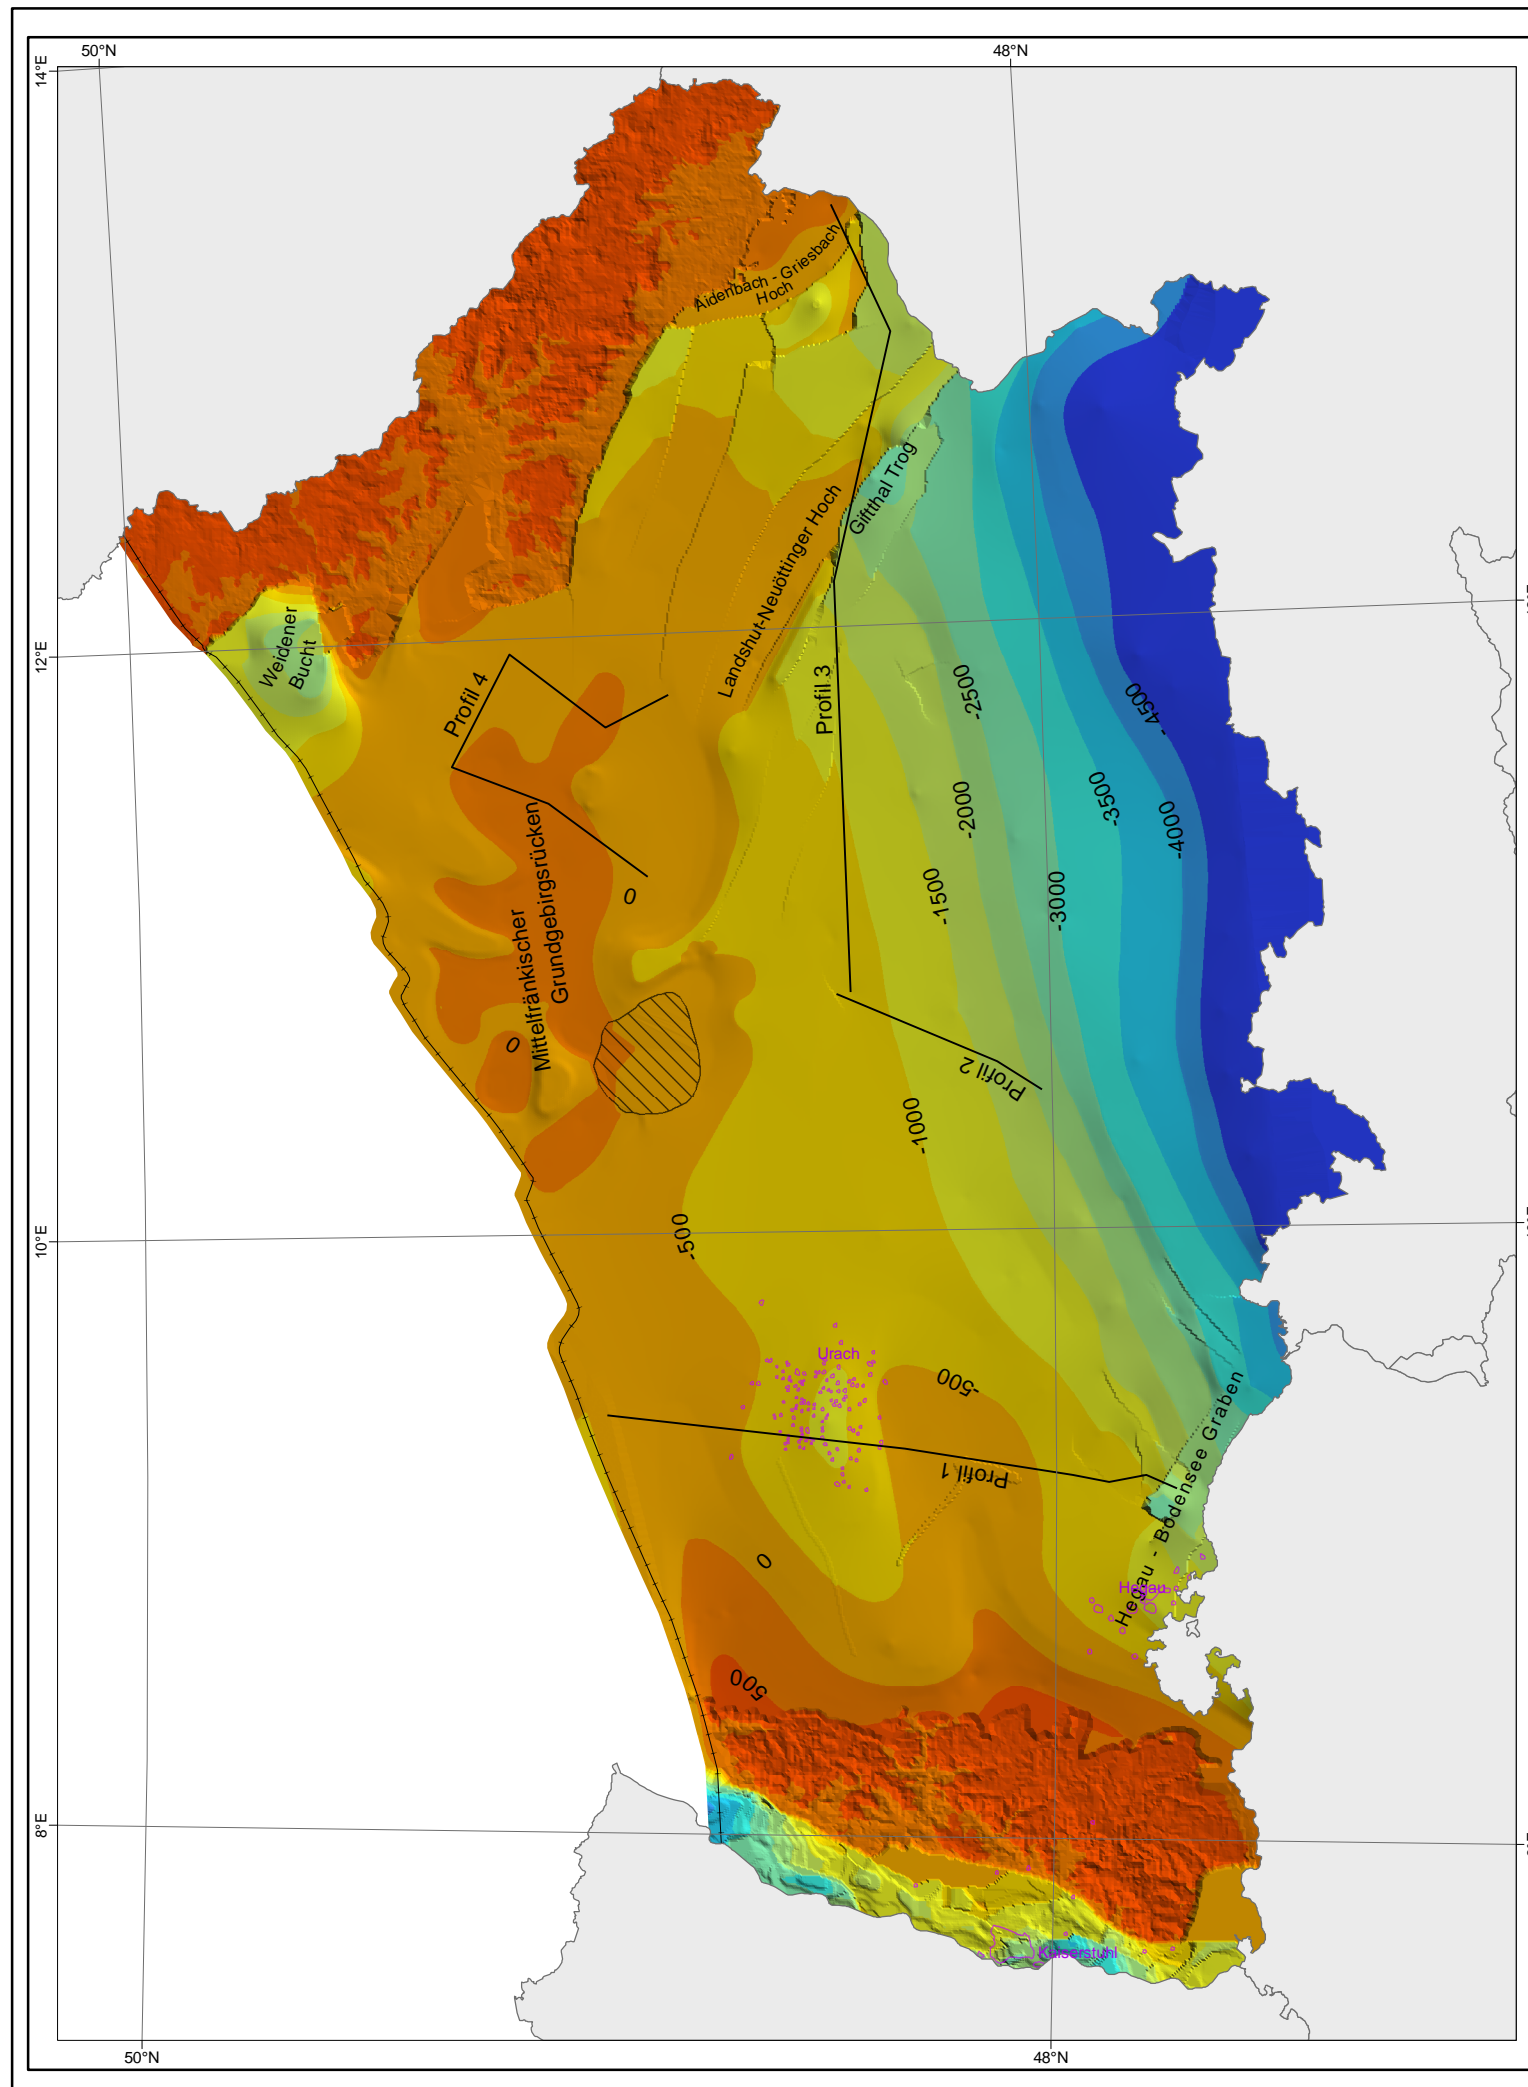 50°N
48°N
14°E
Aidenbach - Griesbach
Hoch
Giftthal Trog
Landshut-Neuöttinger Hoch
Weidener
Bucht
12°E
Profil 4
Profil 3
-2500
-4500
-2000
-3500
-4000
-1500
-3000
0
Mittelfränkischer
Grundgebirgsrücken
0
Profil 2
-1000
10°E
-500
Urach
-500
Profil 1
Hegau - Bodensee Graben
0
Hegau
500
8°E
Kaiserstuhl
50°N
48°N